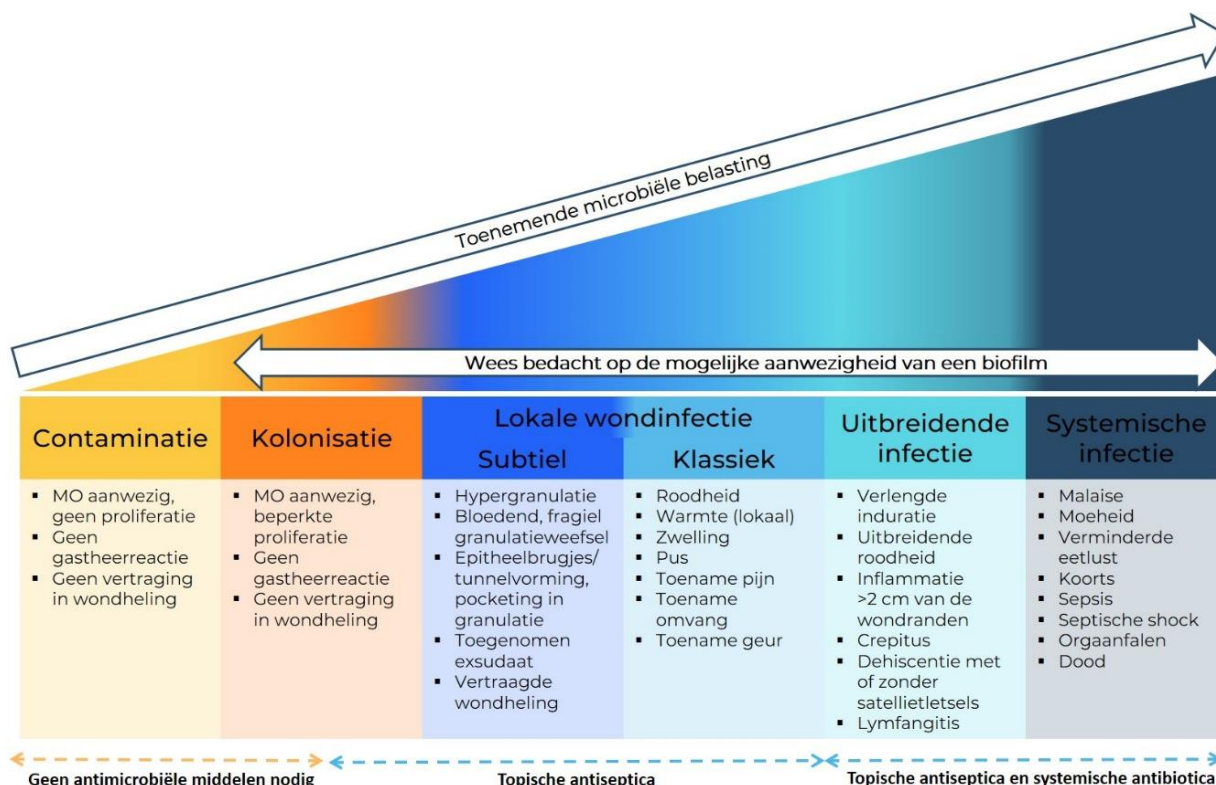 Toenemende microbiële belasting
Wees bedacht op de mogelijke aanwezigheid van een biofilm
Contaminatie
Kolonisatie
Lokale wondinfectie
Subtiel
Klassiek
Uitbreidende
infectie
Systemische
infectie
▪ MO aanwezig,
geen proliferatie
▪ Geen
gastheerreactie
▪ Geen vertraging
in wondheling
▪ MO aanwezig,
beperkte
proliferatie
▪ Geen
gastheerreactie
▪ Geen vertraging
in wondheling
▪ Hypergranulatie
▪ Bloedend, fragiel
granulatieweefsel
▪ Epitheelbrugjes/
tunnelvorming,
pocketing in
granulatie
▪ Toegenomen
exsudaat
▪ Vertraagde
wondheling
▪ Roodheid
▪ Warmte (lokaal)
▪ Zwelling
▪ Pus
▪ Toename pijn
▪ Toename
omvang
▪ Toename geur
▪ Verlengde
induratie
▪ Uitbreidende
roodheid
▪ Inflammatie
>2 cm van de
wondranden
▪ Crepitus
▪ Dehiscentie met
of zonder
satellietletsels
▪ Lymfangitis
▪ Malaise
▪ Moeheid
▪ Verminderde
eetlust
▪ Koorts
▪ Sepsis
▪ Septische shock
▪ Orgaanfalen
▪ Dood
Geen antimicrobiële middelen nodig
Topische antiseptica
Topische antiseptica en systemische antibiotica